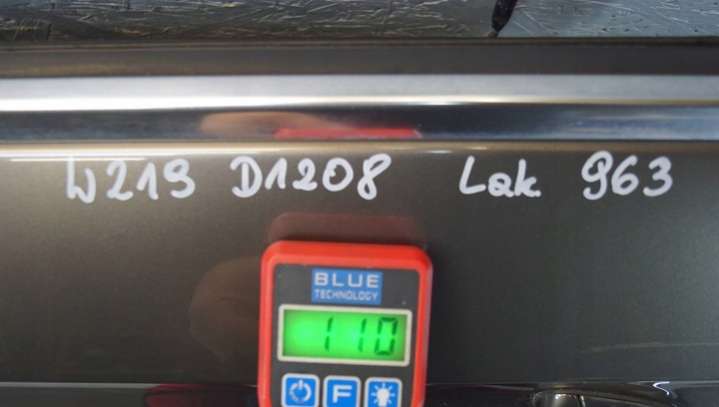 W219 D1208 Lak. 963
BLUE
TECHNOLOGY
110
F